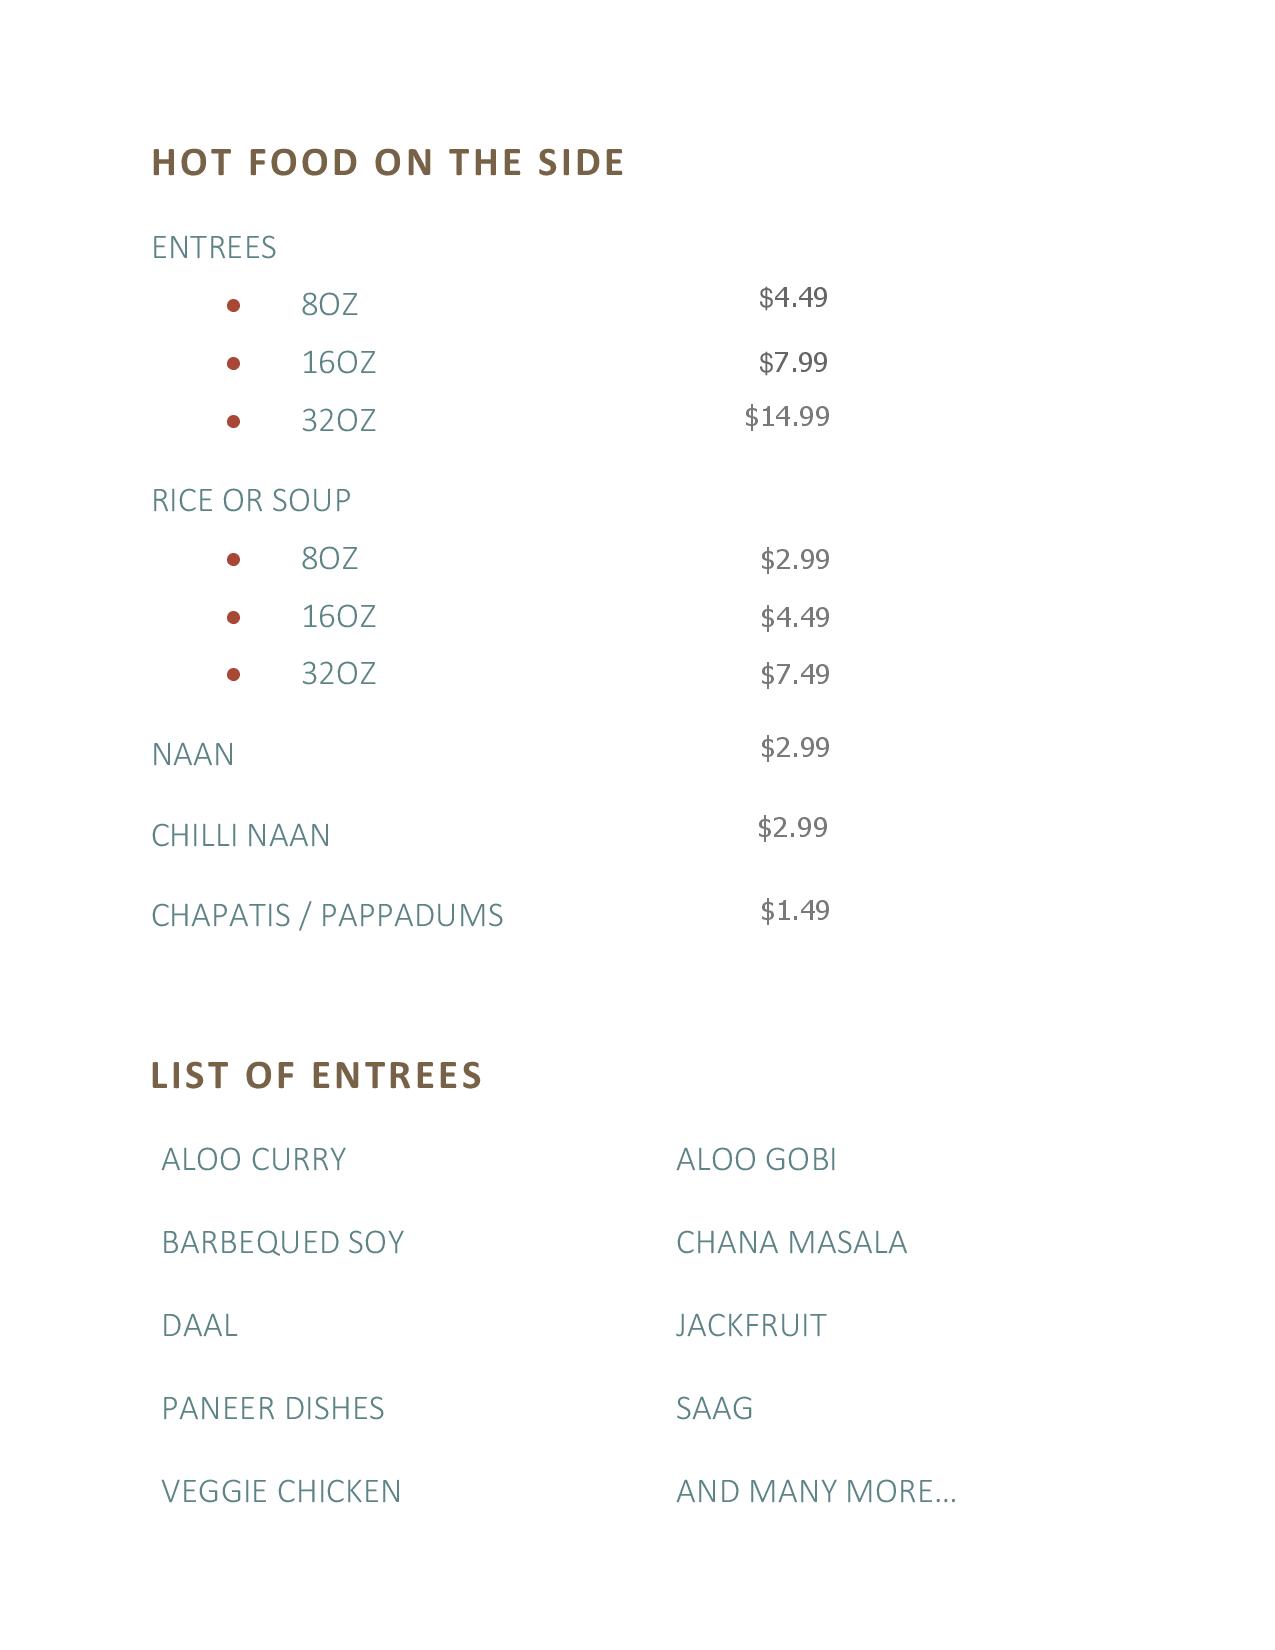 HOT FOOD ON THE SIDE
ENTREES
• 8OZ $4.49
• 16OZ $7.99
• 32OZ $14.99
RICE OR SOUP
• 8OZ $2.99
• 16OZ $4.49
• 32OZ $7.49
NAAN $2.99
CHILLI NAAN $2.99
CHAPATIS / PAPPADUMS $1.49
LIST OF ENTREES
ALOO CURRY ALOO GOBI
BARBEQUED SOY CHANA MASALA
DAAL JACKFRUIT
PANEER DISHES SAAG
VEGGIE CHICKEN AND MANY MORE...